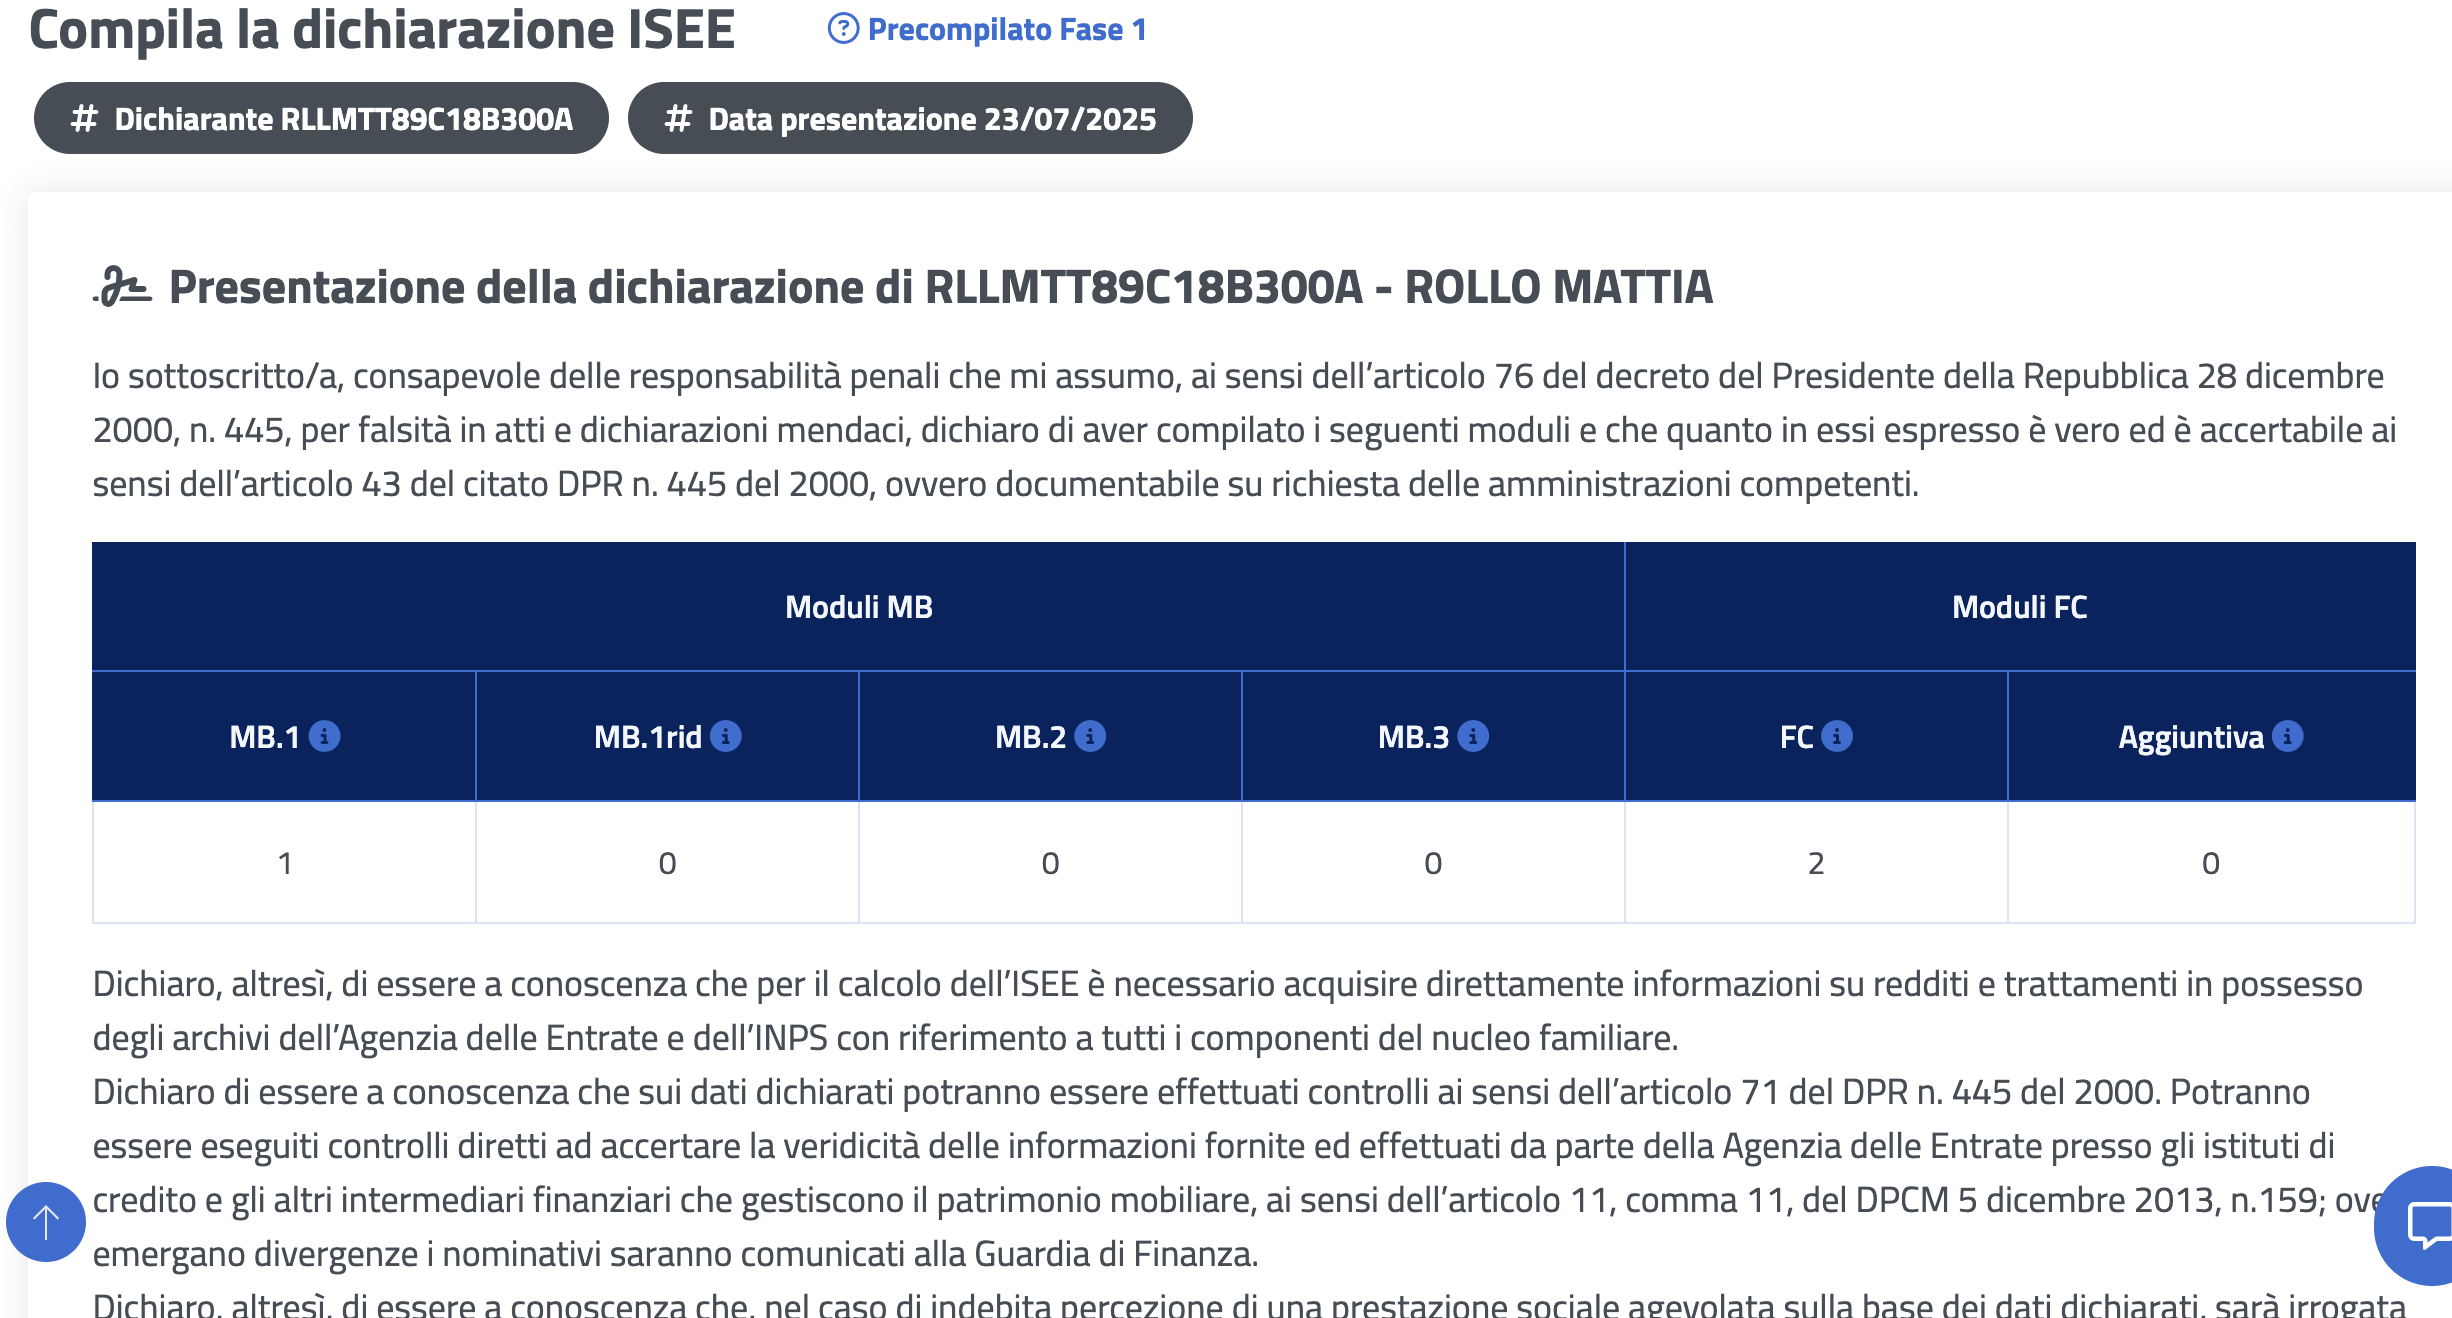 Compila la dichiarazione ISEE
Precompilato Fase 1
# Dichiarante RLLMTT89C18B300A
# Data presentazione 23/07/2025
Presentazione della dichiarazione di RLLMTT89C18B300A - ROLLO MATTIA
Io sottoscritto/a, consapevole delle responsabilità penali che mi assumo, ai sensi dell’articolo 76 del decreto del Presidente della Repubblica 28 dicembre
2000, n. 445, per falsità in atti e dichiarazioni mendaci, dichiaro di aver compilato i seguenti moduli e che quanto in essi espresso è vero ed è accertabile ai
sensi dell’articolo 43 del citato DPR n. 445 del 2000, ovvero documentabile su richiesta delle amministrazioni competenti.
Moduli MB Moduli FC
MB.1 MB.1rid MB.2 MB.3 FC Aggiuntiva
1 0 0 0 2 0
Dichiaro, altresì, di essere a conoscenza che per il calcolo dell’ISEE è necessario acquisire direttamente informazioni su redditi e trattamenti in possesso
degli archivi dell’Agenzia delle Entrate e dell’INPS con riferimento a tutti i componenti del nucleo familiare.
Dichiaro di essere a conoscenza che sui dati dichiarati potranno essere effettuati controlli ai sensi dell’articolo 71 del DPR n. 445 del 2000. Potranno
essere eseguiti controlli diretti ad accertare la veridicità delle informazioni fornite ed effettuati da parte della Agenzia delle Entrate presso gli istituti di
credito e gli altri intermediari finanziari che gestiscono il patrimonio mobiliare, ai sensi dell’articolo 11, comma 11, del DPCM 5 dicembre 2013, n.159; ove
emergano divergenze i nominativi saranno comunicati alla Guardia di Finanza.
Dichiaro, altresì, di essere a conoscenza che, nel caso di indebita percezione di una prestazione sociale agevolata sulla base dei dati dichiarati, sarà irrogata